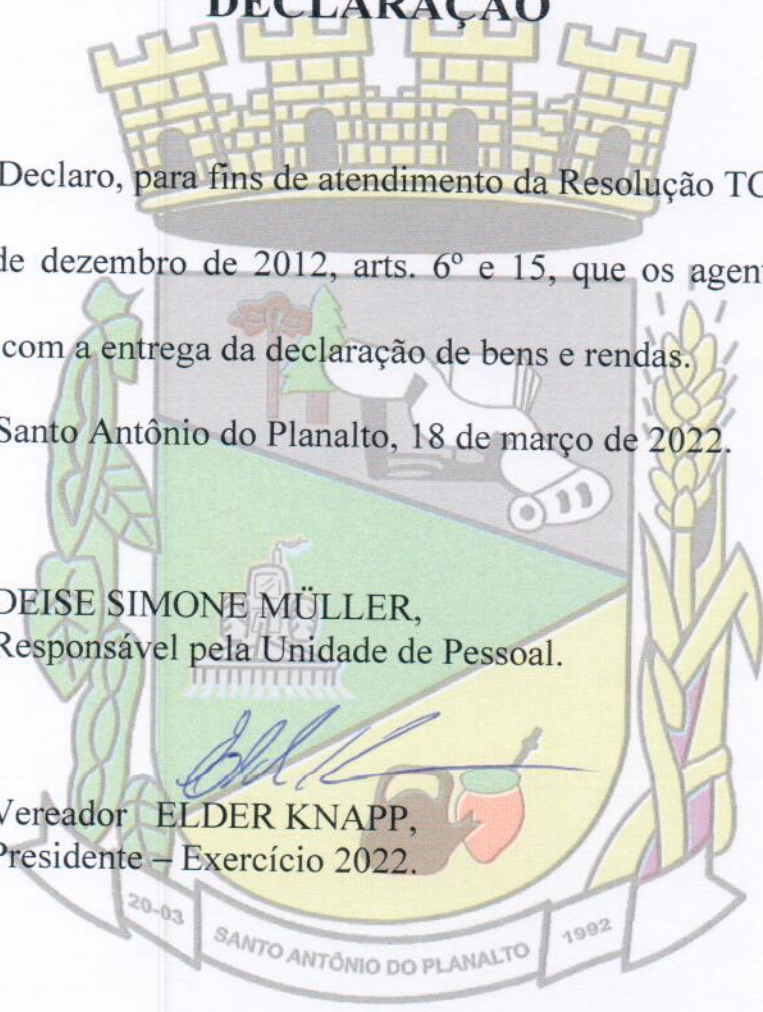 DECLARAÇÃO
Declaro, para fins de atendimento da Resolução TC
de dezembro de 2012, arts. 6º e 15, que os agent
com a entrega da declaração de bens e rendas.
Santo Antônio do Planalto, 18 de março de 2022.
DEISE SIMONE MÜLLER,
Responsável pela Unidade de Pessoal.
Vereador ELDER KNAPP,
Presidente – Exercício 2022.
20-03 SANTO ANTÔNIO DO PLANALTO 1992